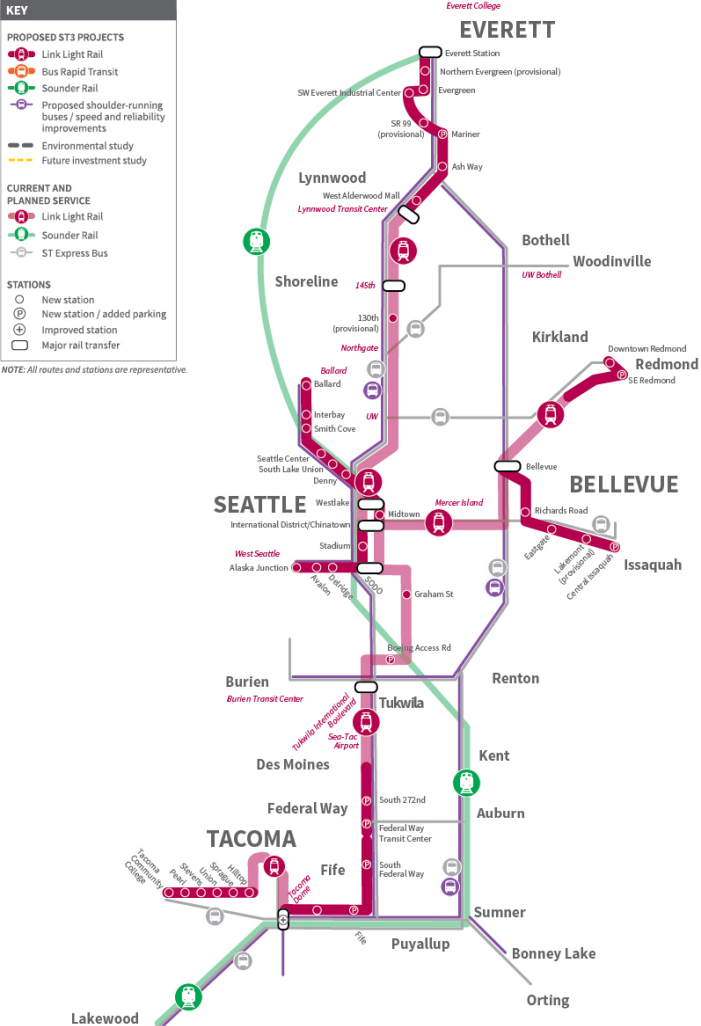 KEY
PROPOSED ST3 PROJECTS
Link Light Rail
Bus Rapid Transit
Sounder Rail
Proposed shoulder-running
buses / speed and reliability
improvements
Environmental study
Future investment study
CURRENT AND
PLANNED SERVICE
Link Light Rail
Sounder Rail
ST Express Bus
STATIONS
New station
P
New station / added parking
Improved station
Major rail transfer
NOTE: All routes and stations are representative.
Everett College
EVERETT
Everett Station
Northern Evergreen (provisional)
SW Everett Industrial Center
Evergreen
SR 99
(provisional)
P
Mariner
Ash Way
Lynnwood
West Alderwood Mall
Lynnwood Transit Center
Bothell
Woodinville
UW Bothell
Shoreline
145th
130th
(provisional)
Kirkland
Northgate
Downtown Redmond
Redmond
P
SE Redmond
Ballard
Ballard
Interbay
Smith Cove
UW
Seattle Center
South Lake Union
Denny
Bellevue
BELLEVUE
SEATTLE
Westlake
Midtown
Mercer Island
International District/Chinatown
Richards Road
Eastgate
Lakemont
(provisional)
Central Issaquah
P
Issaquah
Stadium
West Seattle
Alaska Junction
Avalon
Delridge
SODO
Graham St
Boeing Access Rd
P
Burien
Burien Transit Center
Renton
Tukwila
Tukwila International
Boulevard
Sea-Tac
Airport
Kent
Des Moines
P
South 272nd
Federal Way
Auburn
P
Federal Way
Transit Center
TACOMA
Fife
P
South
Federal Way
Tacoma
Community
College
Pearl
Stevens
Union
Sprague
Hilltop
Tacoma
Dome
P
Fife
Sumner
Puyallup
Bonney Lake
Orting
Lakewood